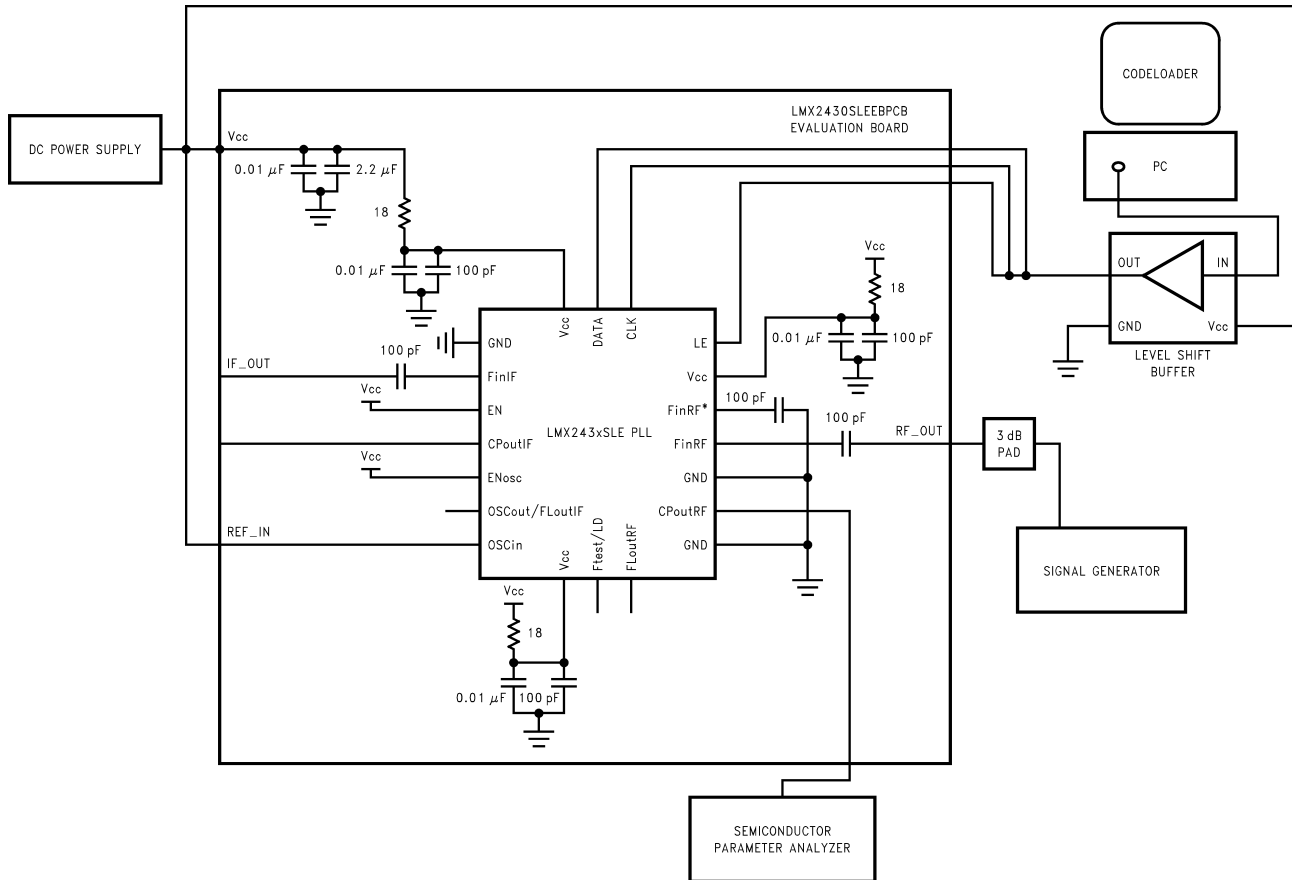 CODELOADER
LMX2430SLEEBPCB
EVALUATION BOARD
DC POWER SUPPLY
Vcc
0.01 μF
2.2 μF
PC
18
0.01 μF
100 pF
Vcc
18
OUT
IN
GND
Vcc
LEVEL SHIFT
BUFFER
0.01 μF
100 pF
Vcc
DATA
CLK
GND
LE
IF_OUT
100 pF
FinIF
Vcc
Vcc
EN
FinRF*
100 pF
LMX243xSLE PLL
CPoutIF
FinRF
100 pF
RF_OUT
3 dB
PAD
Vcc
ENosc
GND
OSCout/FLoutIF
CPoutRF
REF_IN
OSCin
GND
Vcc
Ftest/LD
FLoutRF
SIGNAL GENERATOR
Vcc
18
0.01 μF
100 pF
SEMICONDUCTOR
PARAMETER ANALYZER